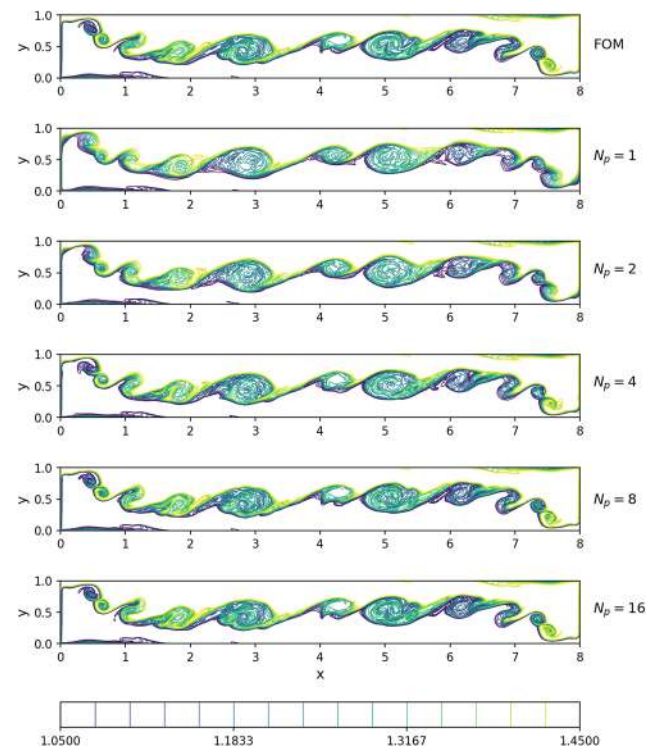 1.0
y 0.5 FOM
0.0
0 1 2 3 4 5 6 7 8
1.0
y 0.5 N_p = 1
0.0
0 1 2 3 4 5 6 7 8
1.0
y 0.5 N_p = 2
0.0
0 1 2 3 4 5 6 7 8
1.0
y 0.5 N_p = 4
0.0
0 1 2 3 4 5 6 7 8
1.0
y 0.5 N_p = 8
0.0
0 1 2 3 4 5 6 7 8
1.0
y 0.5 N_p = 16
0.0
0 1 2 3 4 5 6 7 8
x
1.0500 1.1833 1.3167 1.4500